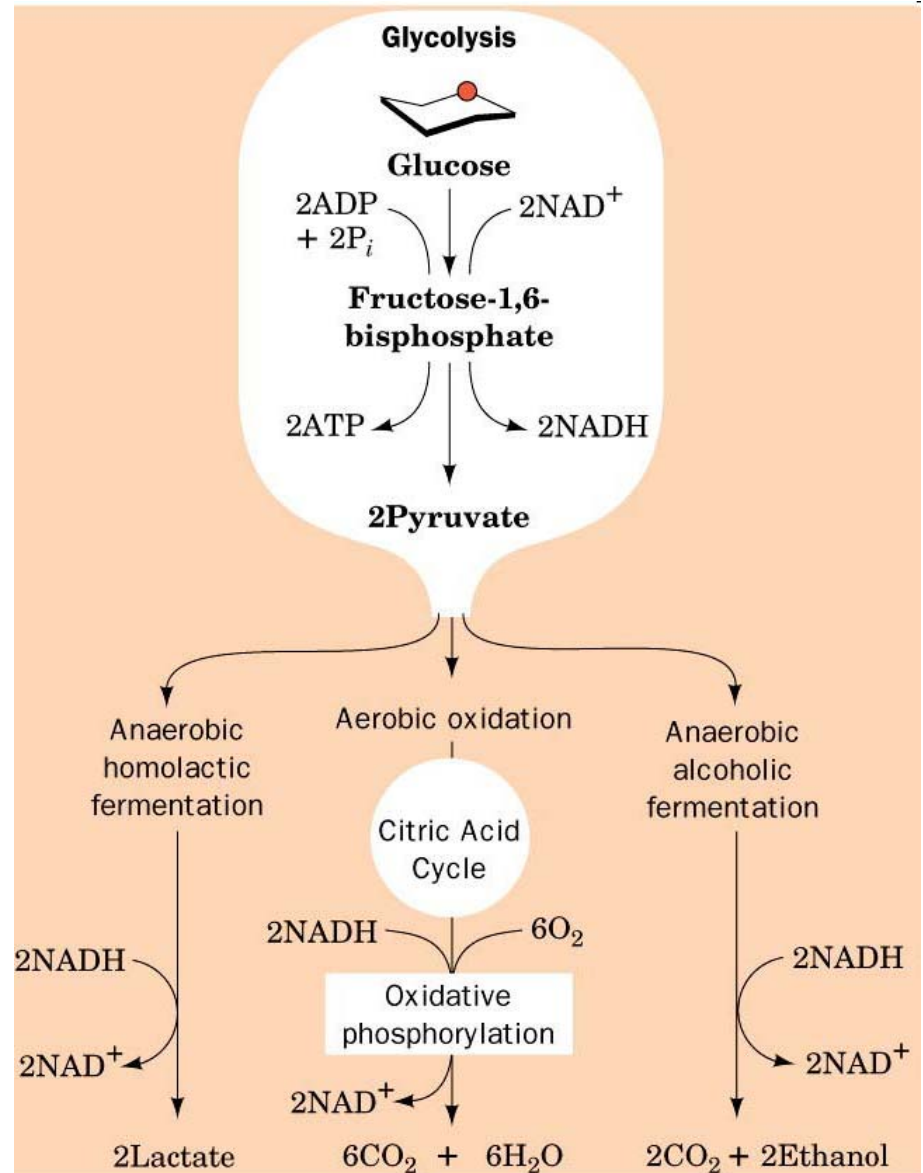 Glycolysis
Glucose
2ADP
+ 2Pᵢ
2NAD⁺
Fructose-1,6-
bisphosphate
2ATP
2NADH
2Pyruvate
Anaerobic
homolactic
fermentation
Aerobic oxidation
Anaerobic
alcoholic
fermentation
Citric Acid
Cycle
2NADH
2NAD⁺
2NADH
6O₂
Oxidative
phosphorylation
2NAD⁺
2NADH
2NAD⁺
2Lactate
6CO₂ + 6H₂O
2CO₂ + 2Ethanol